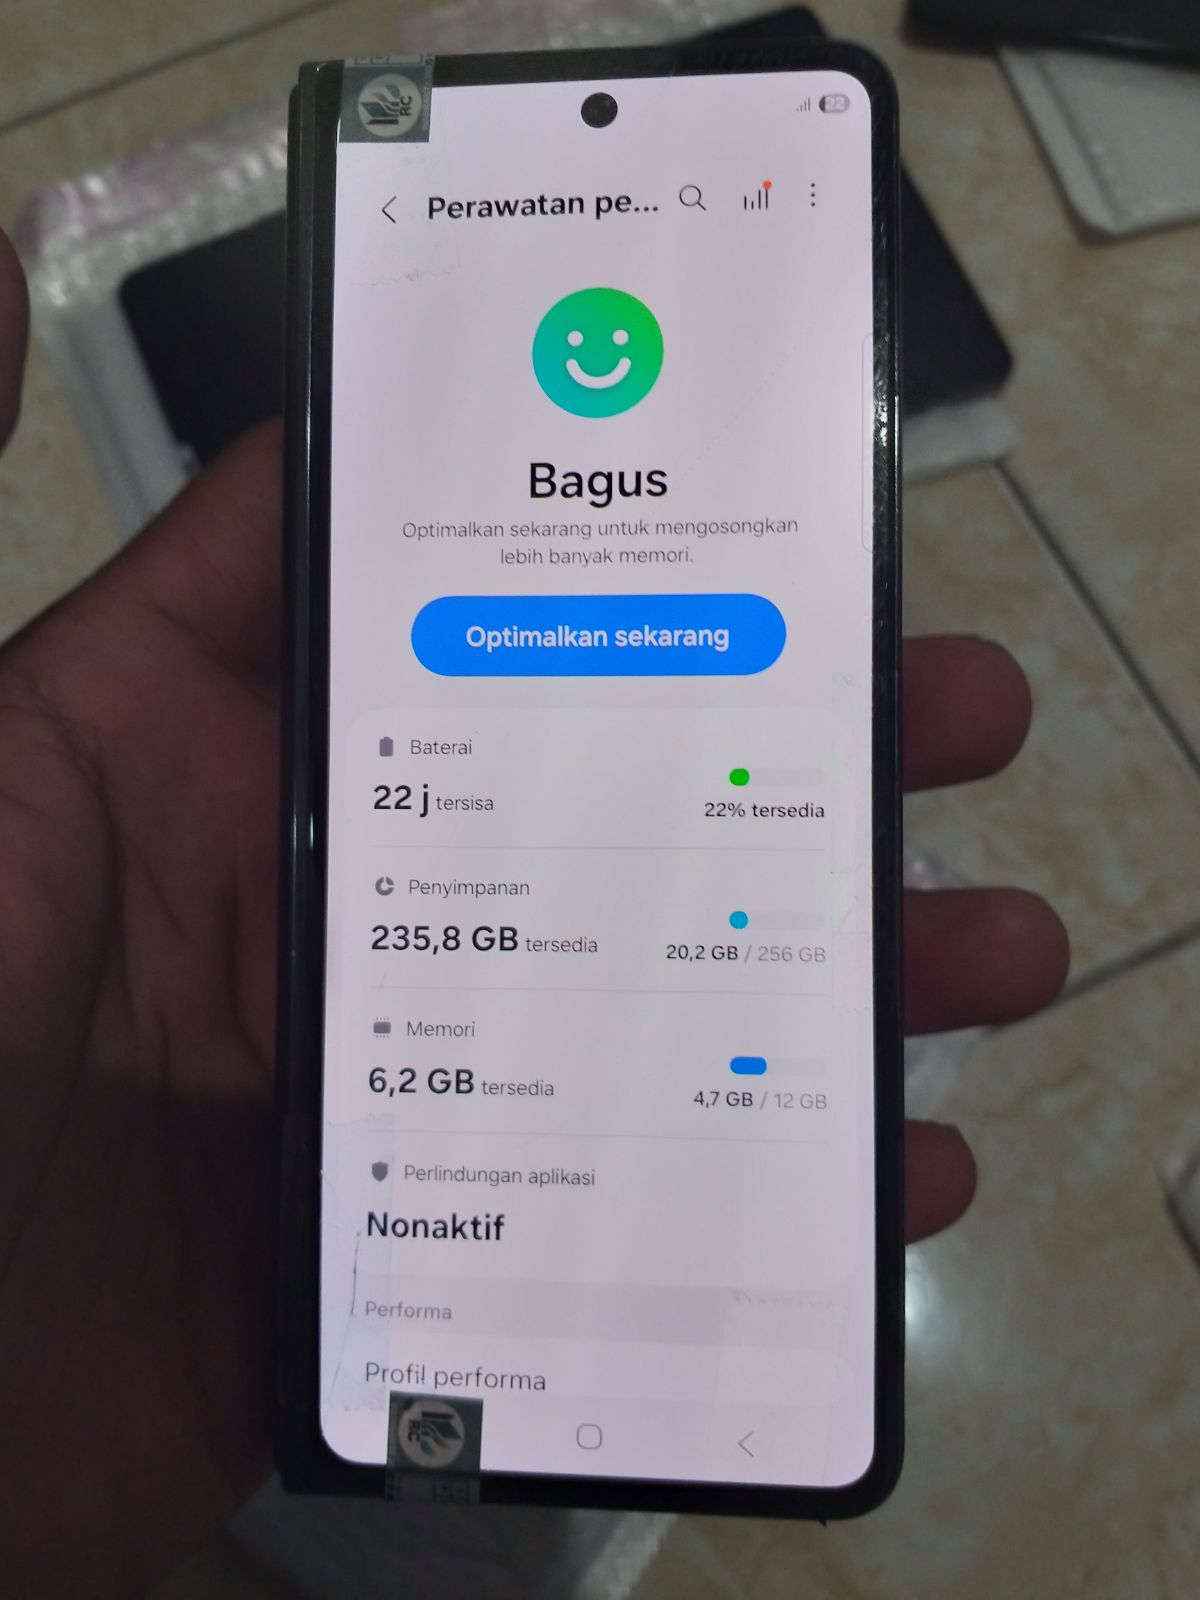 RC
22
Perawatan pe...
Bagus
Optimalkan sekarang untuk mengosongkan
lebih banyak memori.
Optimalkan sekarang
Baterai
22 j tersisa
22% tersedia
Penyimpanan
235,8 GB tersedia
20,2 GB / 256 GB
Memori
6,2 GB tersedia
4,7 GB / 12 GB
Perlindungan aplikasi
Nonaktif
Performa
Profil performa
RC